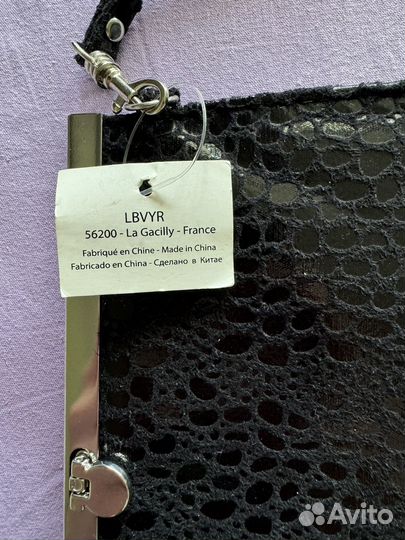 LBVYR
56200 - La Gacilly - France
Fabriqué en Chine - Made in China
Fabricado en China - Сделано в Китае
Avito